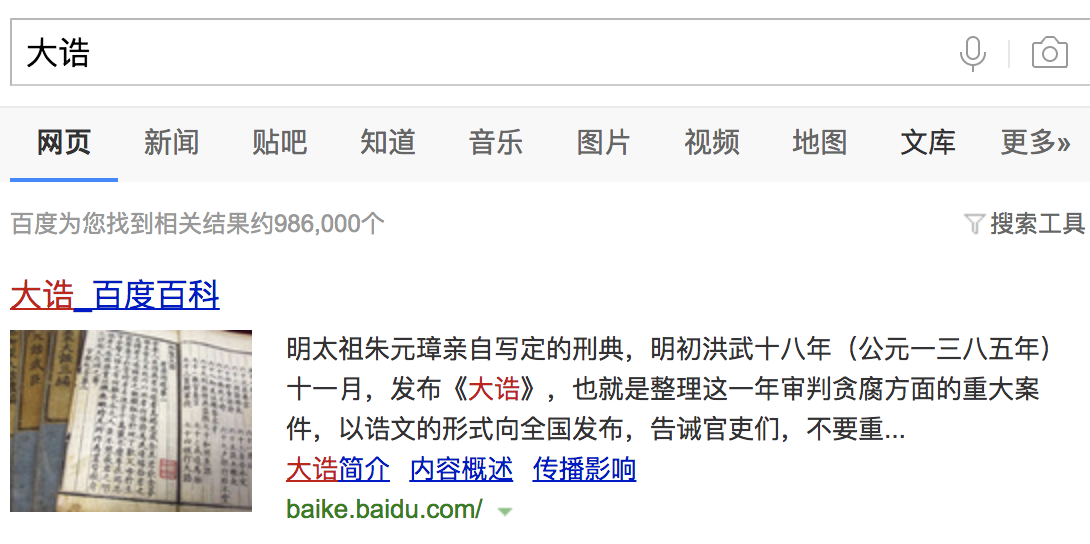 大诰
网页 新闻 贴吧 知道 音乐 图片 视频 地图 文库 更多»
百度为您找到相关结果约986,000个 搜索工具
大诰_百度百科
明太祖朱元璋亲自写定的刑典，明初洪武十八年（公元一三八五年）
十一月，发布《大诰》，也就是整理这一年审判贪腐方面的重大案
件，以诰文的形式向全国发布，告诫官吏们，不要重...
大诰简介 内容概述 传播影响
baike.baidu.com/